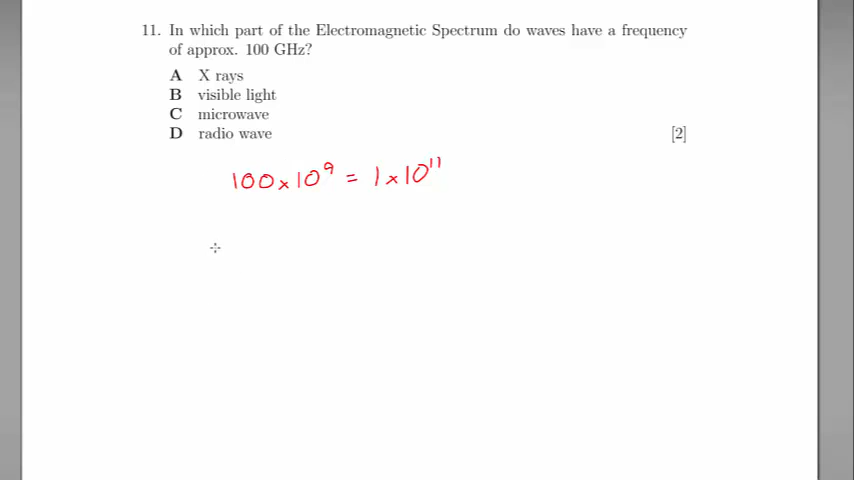 11. In which part of the Electromagnetic Spectrum do waves have a frequency
of approx. 100 GHz?
A X rays
B visible light
C microwave
D radio wave [2]
100 × 10⁹ = 1 × 10¹¹